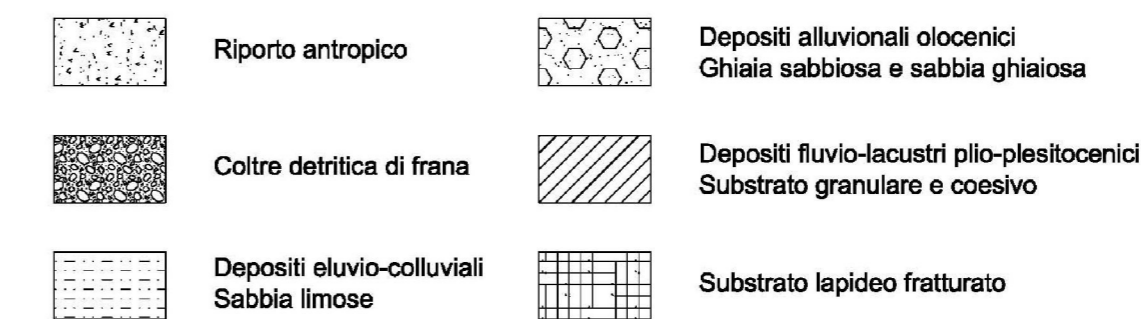 Riporto antropico
Coltre detritica di frana
Depositi eluvio-colluviali
Sabbia limose
Depositi alluvionali olocenici
Ghiaia sabbiosa e sabbia ghiaiosa
Depositi fluvio-lacustri plio-plesitocenici
Substrato granulare e coesivo
Substrato lapideo fratturato